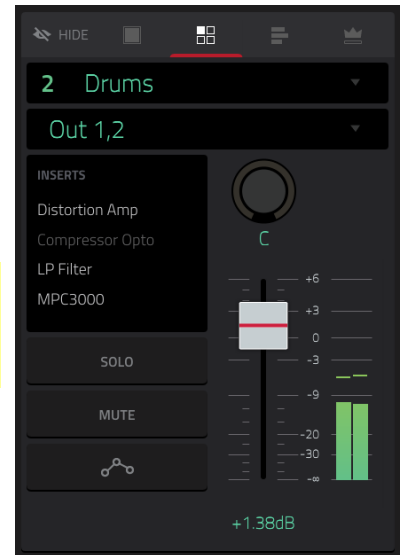 HIDE
2 Drums
Out 1,2
INSERTS
Distortion Amp
Compressor Opto
LP Filter
MPC3000
C
+6
+3
0
-3
-9
-20
-30
-∞
SOLO
MUTE
+1.38dB